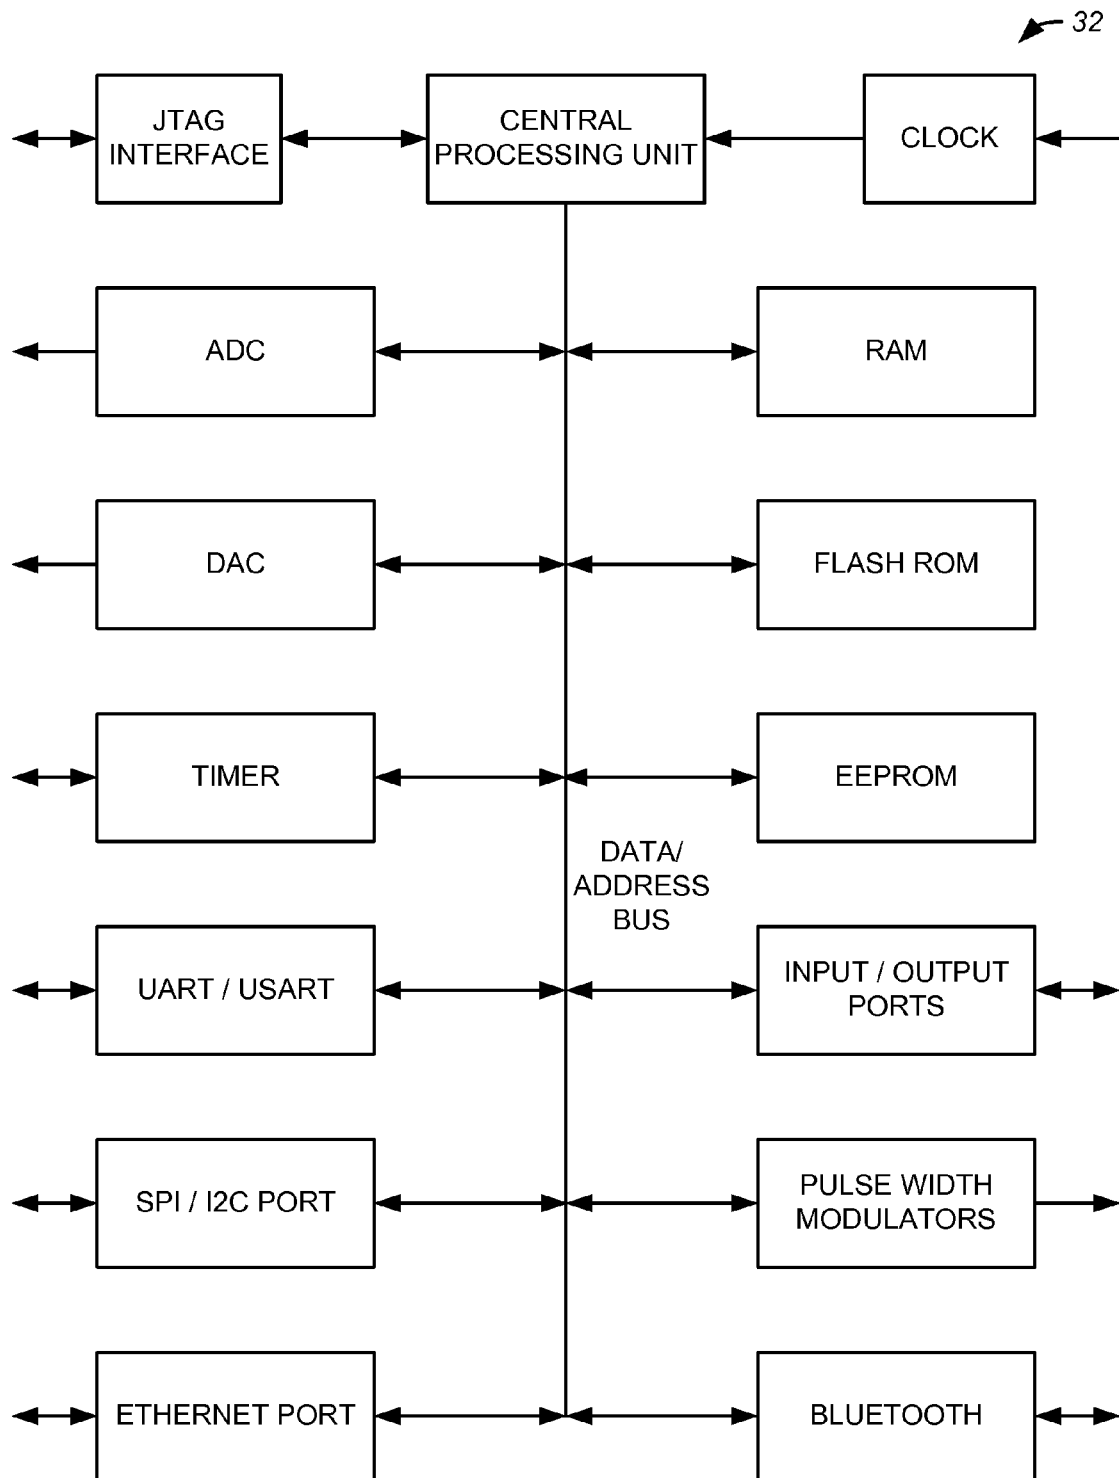 32
JTAG
INTERFACE
CENTRAL
PROCESSING UNIT
CLOCK
ADC
RAM
DAC
FLASH ROM
TIMER
EEPROM
DATA/
ADDRESS
BUS
UART / USART
INPUT / OUTPUT
PORTS
SPI / I2C PORT
PULSE WIDTH
MODULATORS
ETHERNET PORT
BLUETOOTH